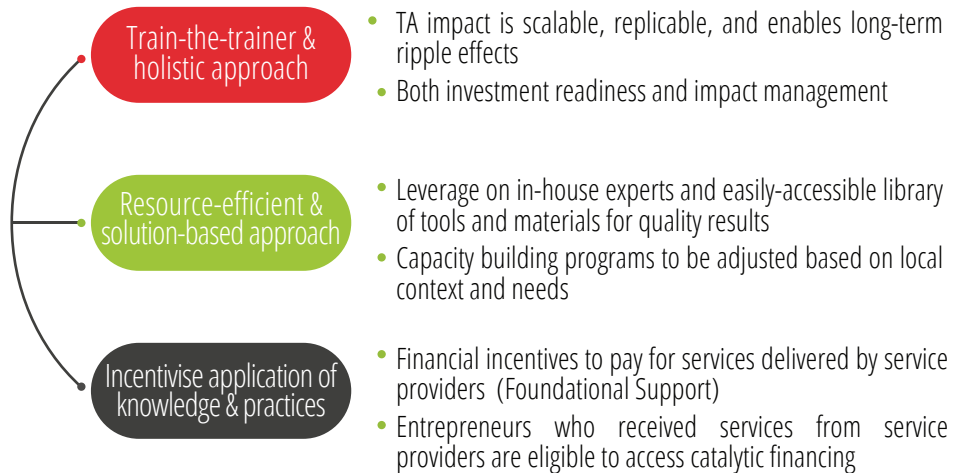 Train-the-trainer &
holistic approach
• TA impact is scalable, replicable, and enables long-term
ripple effects
• Both investment readiness and impact management
Resource-efficient &
solution-based approach
• Leverage on in-house experts and easily-accessible library
of tools and materials for quality results
• Capacity building programs to be adjusted based on local
context and needs
Incentivise application of
knowledge & practices
• Financial incentives to pay for services delivered by service
providers (Foundational Support)
• Entrepreneurs who received services from service
providers are eligible to access catalytic financing